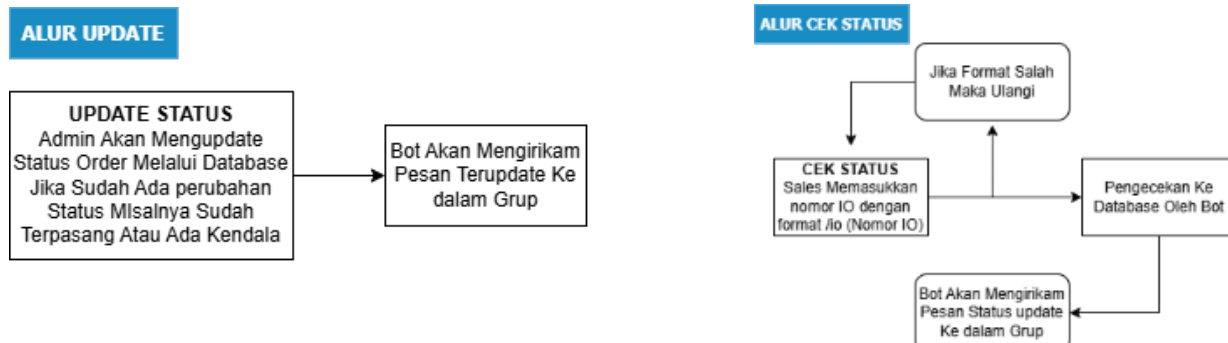 ALUR UPDATE
UPDATE STATUS
Admin Akan Mengupdate
Status Order Melalui Database
Jika Sudah Ada perubahan
Status MIsalnya Sudah
Terpasang Atau Ada Kendala
Bot Akan Mengirikam
Pesan Terupdate Ke
dalam Grup
ALUR CEK STATUS
Jika Format Salah
Maka Ulangi
CEK STATUS
Sales Memasukkan
nomor IO dengan
format /io (Nomor IO)
Pengecekan Ke
Database Oleh Bot
Bot Akan Mengirikam
Pesan Status update
Ke dalam Grup